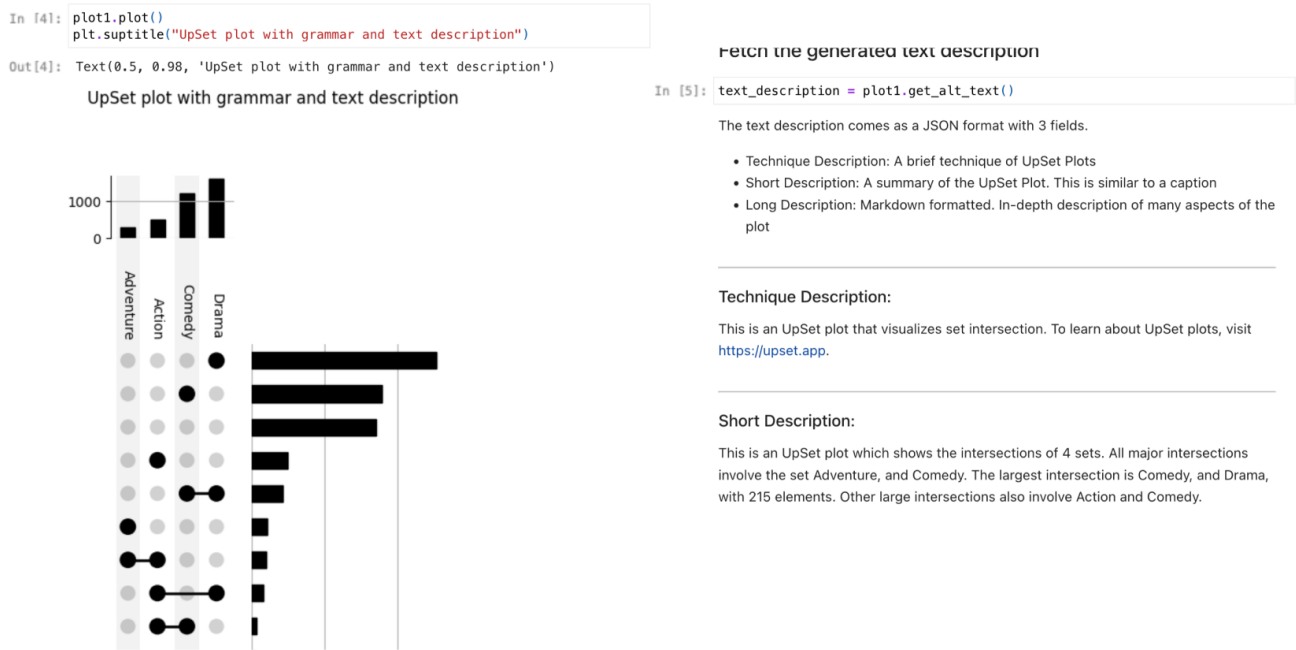 In [4]: plot1.plot()
plt.suptitle("UpSet plot with grammar and text description")
Out[4]: Text(0.5, 0.98, 'UpSet plot with grammar and text description')
UpSet plot with grammar and text description
1000
0
Adventure
Action
Comedy
Drama
Fetch the generated text description
In [5]: text_description = plot1.get_alt_text()
The text description comes as a JSON format with 3 fields.
• Technique Description: A brief technique of UpSet Plots
• Short Description: A summary of the UpSet Plot. This is similar to a caption
• Long Description: Markdown formatted. In-depth description of many aspects of the
plot
Technique Description:
This is an UpSet plot that visualizes set intersection. To learn about UpSet plots, visit
https://upset.app.
Short Description:
This is an UpSet plot which shows the intersections of 4 sets. All major intersections
involve the set Adventure, and Comedy. The largest intersection is Comedy, and Drama,
with 215 elements. Other large intersections also involve Action and Comedy.